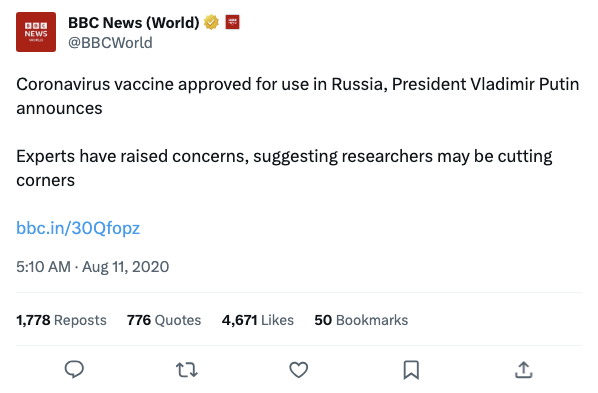 BBC NEWS WORLD
BBC News (World)
@BBCWorld
Coronavirus vaccine approved for use in Russia, President Vladimir Putin
announces
Experts have raised concerns, suggesting researchers may be cutting
corners
bbc.in/30Qfopz
5:10 AM · Aug 11, 2020
1,778 Reposts 776 Quotes 4,671 Likes 50 Bookmarks